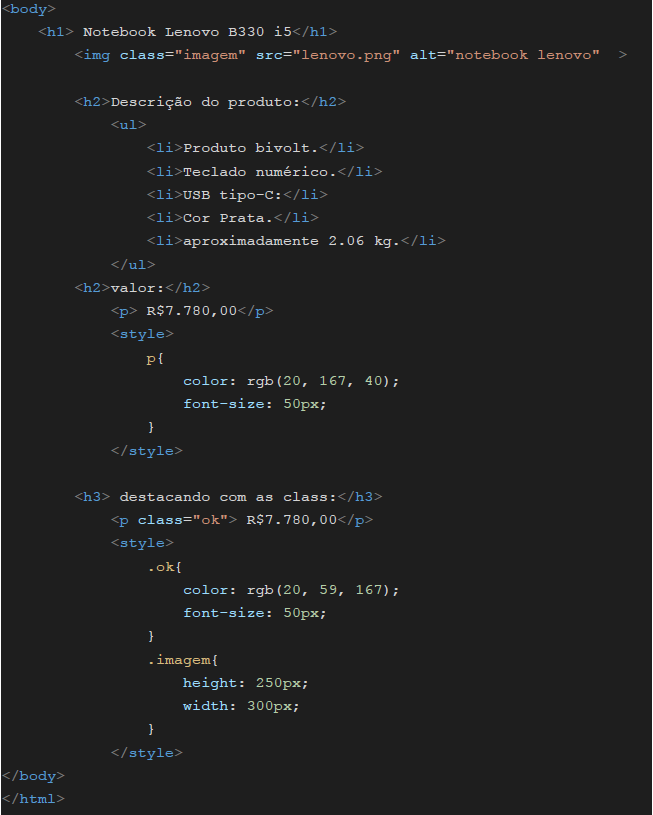 <body>
<h1> Notebook Lenovo B330 i5</h1>
<img class="imagem" src="lenovo.png" alt="notebook lenovo"  >
<h2>Descrição do produto:</h2>
<ul>
<li>Produto bivolt.</li>
<li>Teclado numérico.</li>
<li>USB tipo-C:</li>
<li>Cor Prata.</li>
<li>aproximadamente 2.06 kg.</li>
</ul>
<h2>valor:</h2>
<p> R$7.780,00</p>
<style>
p{
color: rgb(20, 167, 40);
font-size: 50px;
}
</style>
<h3> destacando com as class:</h3>
<p class="ok"> R$7.780,00</p>
<style>
.ok{
color: rgb(20, 59, 167);
font-size: 50px;
}
.imagem{
height: 250px;
width: 300px;
}
</style>
</body>
</html>